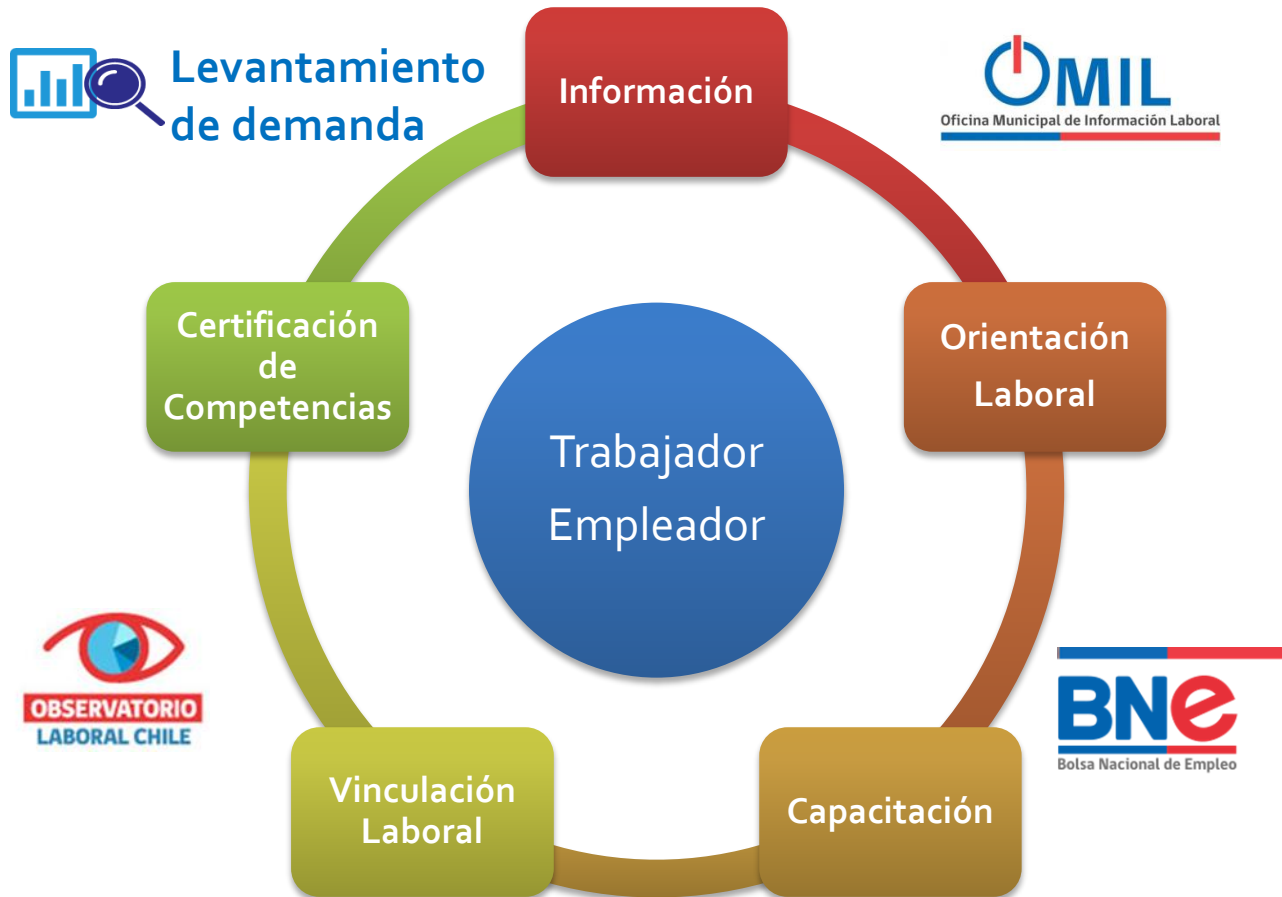 Levantamiento
de demanda
Información
OMIL
Oficina Municipal de Información Laboral
Certificación
de
Competencias
Orientación
Laboral
Trabajador
Empleador
OBSERVATORIO
LABORAL CHILE
BNe
Bolsa Nacional de Empleo
Vinculación
Laboral
Capacitación